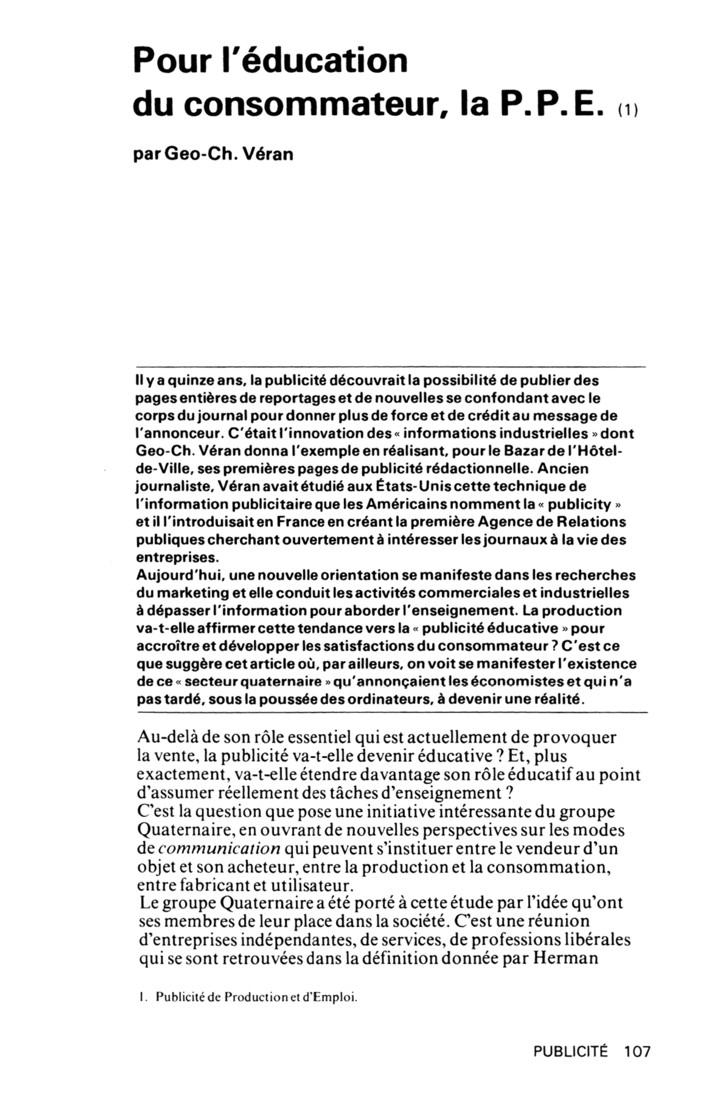 Pour l'éducation
du consommateur, la P.P.E. (1)
par Geo-Ch. Véran
Il y a quinze ans, la publicité découvrait la possibilité de publier des
pages entières de reportages et de nouvelles se confondant avec le
corps du journal pour donner plus de force et de crédit au message de
l'annonceur. C'était l'innovation des « informations industrielles » dont
Geo-Ch. Véran donna l'exemple en réalisant, pour le Bazar de l'Hôtel-
de-Ville, ses premières pages de publicité rédactionnelle. Ancien
journaliste, Véran avait étudié aux États-Unis cette technique de
l'information publicitaire que les Américains nomment la « publicity »
et il l'introduisait en France en créant la première Agence de Relations
publiques cherchant ouvertement à intéresser les journaux à la vie des
entreprises.
Aujourd'hui, une nouvelle orientation se manifeste dans les recherches
du marketing et elle conduit les activités commerciales et industrielles
à dépasser l'information pour aborder l'enseignement. La production
va-t-elle affirmer cette tendance vers la « publicité éducative » pour
accroître et développer les satisfactions du consommateur ? C'est ce
que suggère cet article où, par ailleurs, on voit se manifester l'existence
de ce « secteur quaternaire » qu'annonçaient les économistes et qui n'a
pas tardé, sous la poussée des ordinateurs, à devenir une réalité.
Au-delà de son rôle essentiel qui est actuellement de provoquer
la vente, la publicité va-t-elle devenir éducative ? Et, plus
exactement, va-t-elle étendre davantage son rôle éducatif au point
d'assumer réellement des tâches d'enseignement ?
C'est la question que pose une initiative intéressante du groupe
Quaternaire, en ouvrant de nouvelles perspectives sur les modes
de communication qui peuvent s'instituer entre le vendeur d'un
objet et son acheteur, entre la production et la consommation,
entre fabricant et utilisateur.
Le groupe Quaternaire a été porté à cette étude par l'idée qu'ont
ses membres de leur place dans la société. C'est une réunion
d'entreprises indépendantes, de services, de professions libérales
qui se sont retrouvées dans la définition donnée par Herman
1. Publicité de Production et d'Emploi.
PUBLICITÉ 107